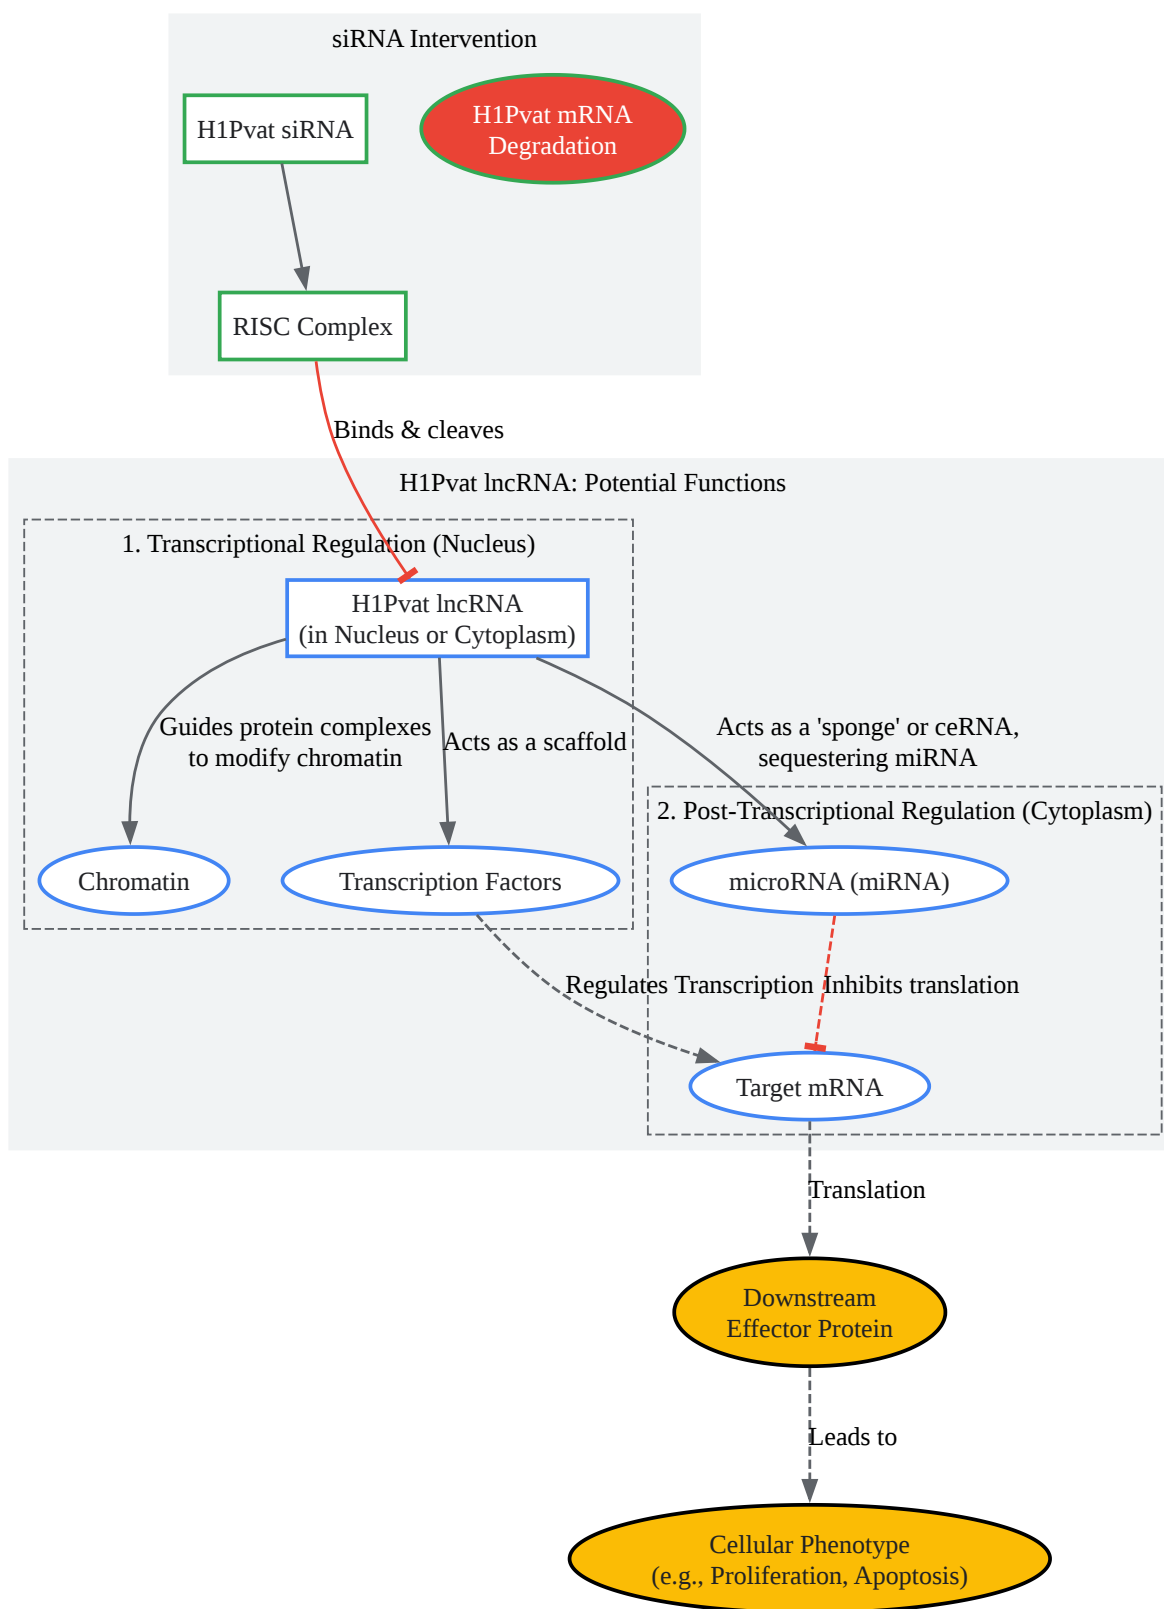 siRNA Intervention
H1Pvat siRNA
H1Pvat mRNA
Degradation
RISC Complex
Binds & cleaves
H1Pvat lncRNA: Potential Functions
1. Transcriptional Regulation (Nucleus)
H1Pvat lncRNA
(in Nucleus or Cytoplasm)
Guides protein complexes
to modify chromatin
Acts as a scaffold
Acts as a 'sponge' or ceRNA,
sequestering miRNA
2. Post-Transcriptional Regulation (Cytoplasm)
Chromatin
Transcription Factors
microRNA (miRNA)
Regulates Transcription
Inhibits translation
Target mRNA
Translation
Downstream
Effector Protein
Leads to
Cellular Phenotype
(e.g., Proliferation, Apoptosis)